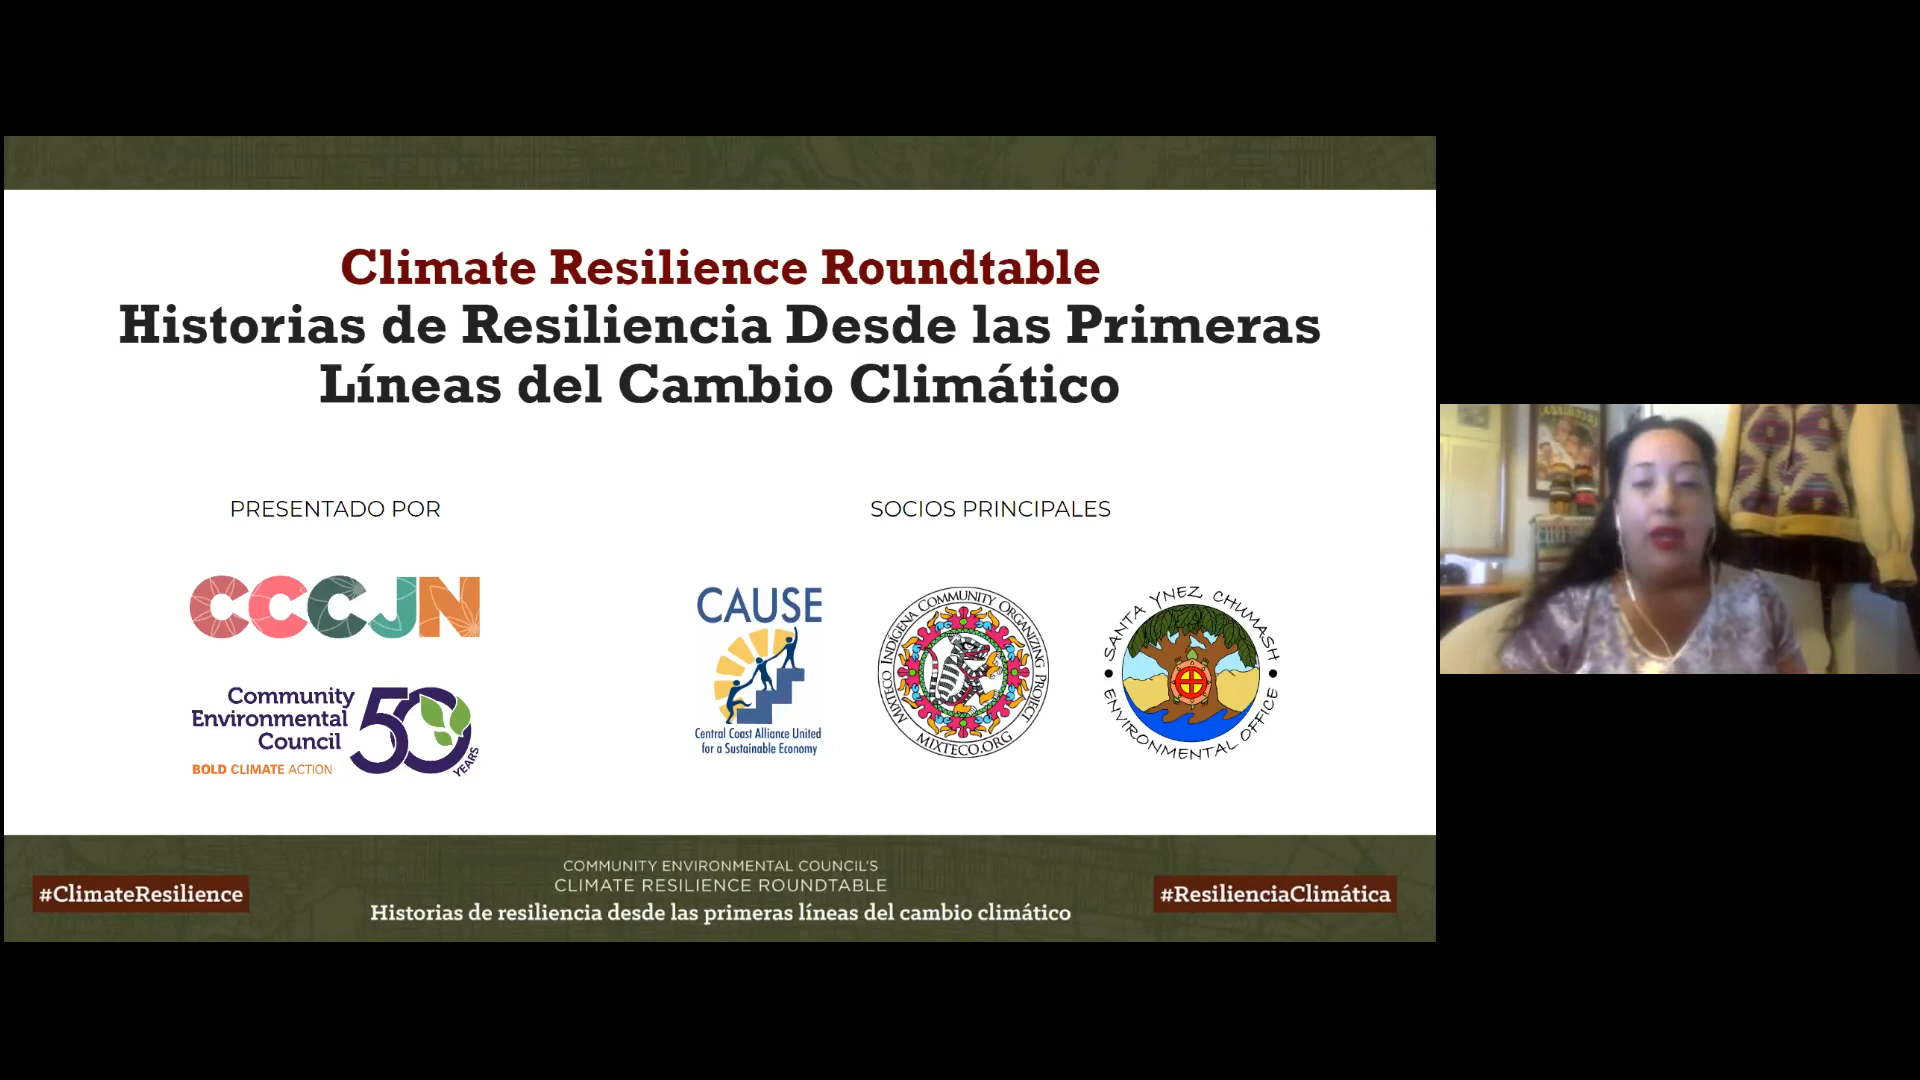 Climate Resilience Roundtable
Historias de Resiliencia Desde las Primeras
Líneas del Cambio Climático
PRESENTADO POR
SOCIOS PRINCIPALES
CCCJN
Community
Environmental
Council
50
YEARS
BOLD CLIMATE ACTION
CAUSE
Central Coast Alliance United
for a Sustainable Economy
MIXTECO INDÍGENA COMMUNITY ORGANIZING PROJECT
MIXTECO.ORG
SANTA YNEZ CHUMASH
• ENVIRONMENTAL OFFICE •
#ClimateResilience
COMMUNITY ENVIRONMENTAL COUNCIL'S
CLIMATE RESILIENCE ROUNDTABLE
Historias de resiliencia desde las primeras líneas del cambio climático
#ResilienciaClimática